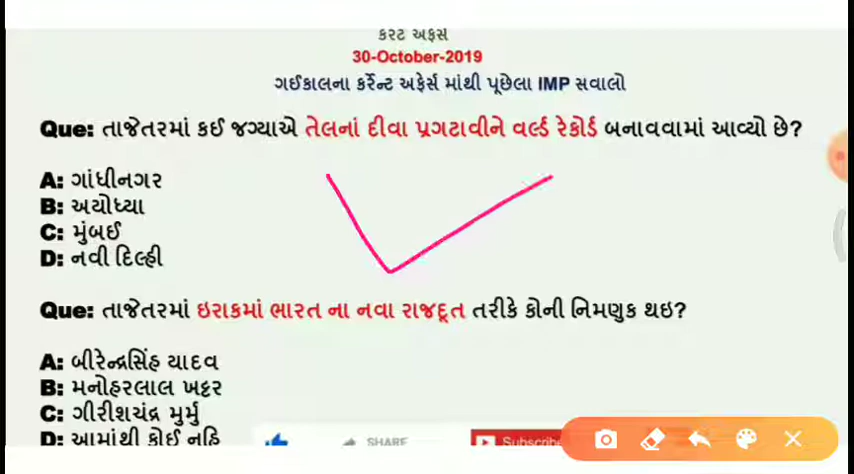 કરંટ અફર્સ
30-October-2019
ગઈકાલના કર્રેન્ટ અફેર્સ માંથી પૂછેલા IMP સવાલો
Que: તાજેતરમાં કઈ જગ્યાએ તેલનાં દીવા પ્રગટાવીને વર્લ્ડ રેકોર્ડ બનાવવામાં આવ્યો છે?
A: ગાંધીનગર
B: અયોધ્યા
C: મુંબઈ
D: નવી દિલ્હી
Que: તાજેતરમાં ઇરાકમાં ભારત ના નવા રાજદૂત તરીકે કોની નિમણુક થઇ?
A: બીરેન્દ્રસિંહ યાદવ
B: મનોહરલાલ ખટ્ટર
C: ગીરીશચંદ્ર મુર્મુ
D: આમાંથી કોઈ નહિ
SHARE
Subscribe